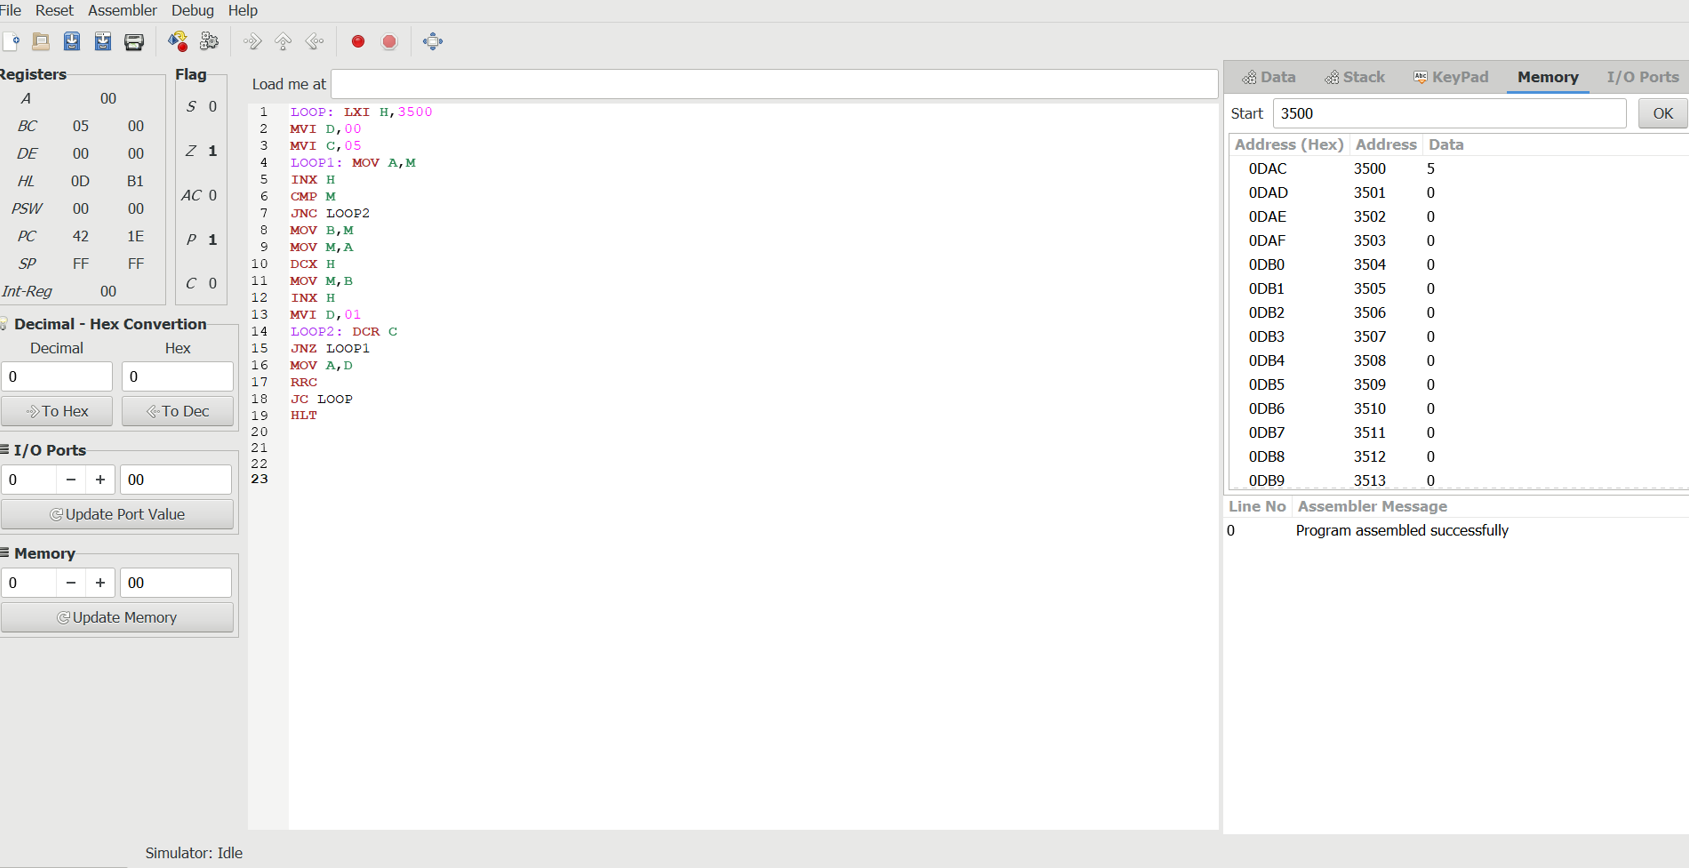 File Reset Assembler Debug Help
Registers
A 00
BC 05 00
DE 00 00
HL 0D B1
PSW 00 00
PC 42 1E
SP FF FF
Int-Reg 00
Flag
S 0
Z 1
AC 0
P 1
C 0
Decimal - Hex Convertion
Decimal Hex
0 0
To Hex To Dec
I/O Ports
0 − + 00
Update Port Value
Memory
0 − + 00
Update Memory
Load me at
1 LOOP: LXI H,3500
2 MVI D,00
3 MVI C,05
4 LOOP1: MOV A,M
5 INX H
6 CMP M
7 JNC LOOP2
8 MOV B,M
9 MOV M,A
10 DCX H
11 MOV M,B
12 INX H
13 MVI D,01
14 LOOP2: DCR C
15 JNZ LOOP1
16 MOV A,D
17 RRC
18 JC LOOP
19 HLT
20
21
22
23
Data Stack KeyPad Memory I/O Ports
Start 3500 OK
Address (Hex) Address Data
0DAC 3500 5
0DAD 3501 0
0DAE 3502 0
0DAF 3503 0
0DB0 3504 0
0DB1 3505 0
0DB2 3506 0
0DB3 3507 0
0DB4 3508 0
0DB5 3509 0
0DB6 3510 0
0DB7 3511 0
0DB8 3512 0
0DB9 3513 0
Line No Assembler Message
0 Program assembled successfully
Simulator: Idle